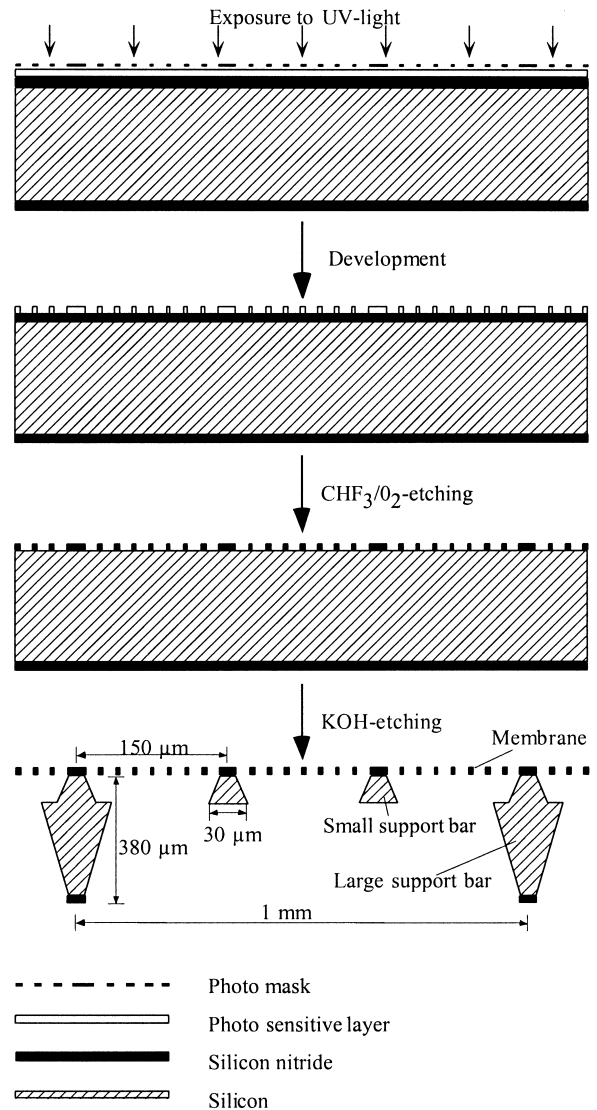 Exposure to UV-light
Development
CHF3/02-etching
KOH-etching
150 µm
Membrane
30 µm
Small support bar
380 µm
Large support bar
1 mm
Photo mask
Photo sensitive layer
Silicon nitride
Silicon